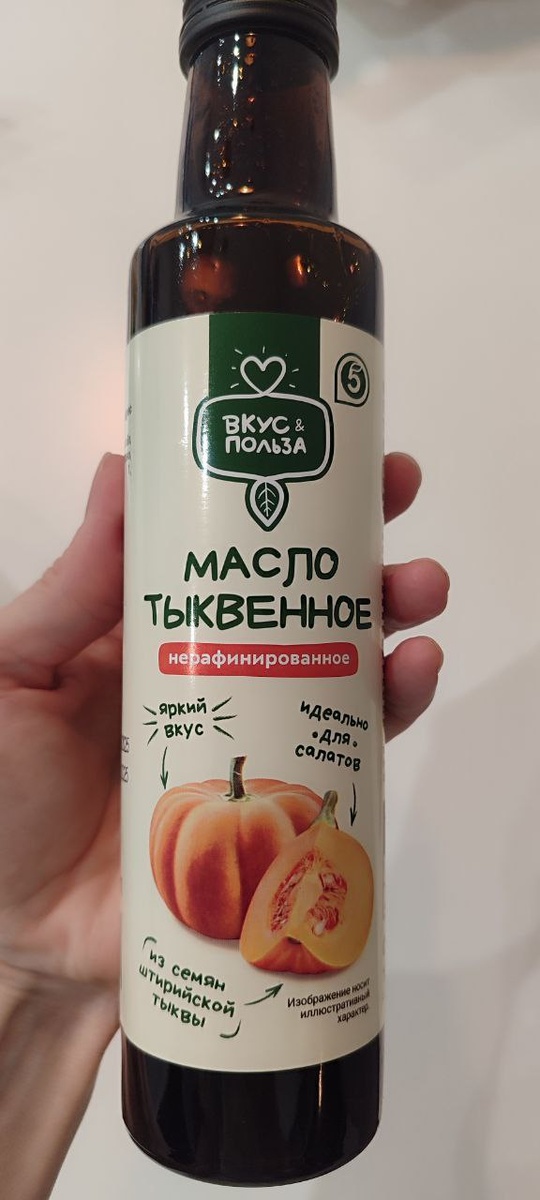 5
ВКУС &
ПОЛЬЗА
МАСЛО
ТЫКВЕННОЕ
нерафинированное
яркий
вкус
идеально
для
салатов
из семян
штирийской
тыквы
Изображение носит
иллюстративный
характер.